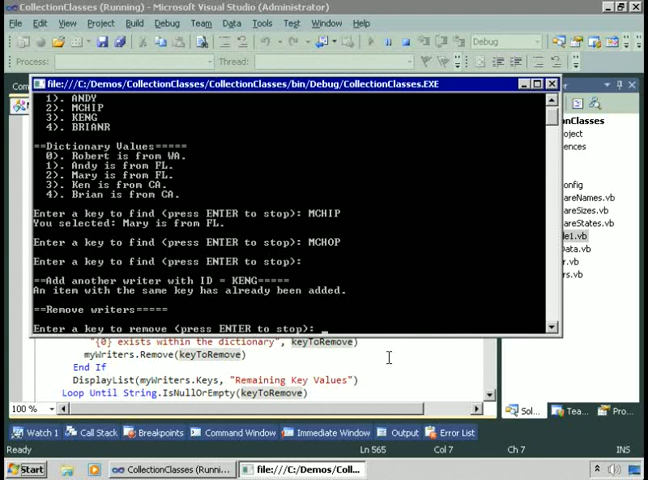 CollectionClasses (Running) - Microsoft Visual Studio (Administrator)
File Edit View Project Build Debug Team Data Tools Test Window Help
Debug
Process: Thread:
file:///C:/Demos/CollectionClasses/CollectionClasses/bin/Debug/CollectionClasses.EXE
1). ANDY
2). MCHIP
3). KENG
4). BRIANR
==Dictionary Values=====
0). Robert is from WA.
1). Andy is from FL.
2). Mary is from FL.
3). Ken is from CA.
4). Brian is from CA.
Enter a key to find (press ENTER to stop): MCHIP
You selected: Mary is from FL.
Enter a key to find (press ENTER to stop): MCHOP
Enter a key to find (press ENTER to stop):
==Add another writer with ID = KENG=====
An item with the same key has already been added.
==Remove writers=====
Enter a key to remove (press ENTER to stop): _
"{0} exists within the dictionary", keyToRemove)
myWriters.Remove(keyToRemove)
End If
DisplayList(myWriters.Keys, "Remaining Key Values")
Loop Until String.IsNullOrEmpty(keyToRemove)
100 %
Classes
nClasses
oject
ences
onfig
areNames.vb
areSizes.vb
areStates.vb
le1.vb
Data.vb
r.vb
rs.vb
Sol... Tea... Pro...
Watch 1 Call Stack Breakpoints Command Window Immediate Window Output Error List
Ready Ln 565 Col 7 Ch 7 INS
Start CollectionClasses (Runni... file:///C:/Demos/Coll...